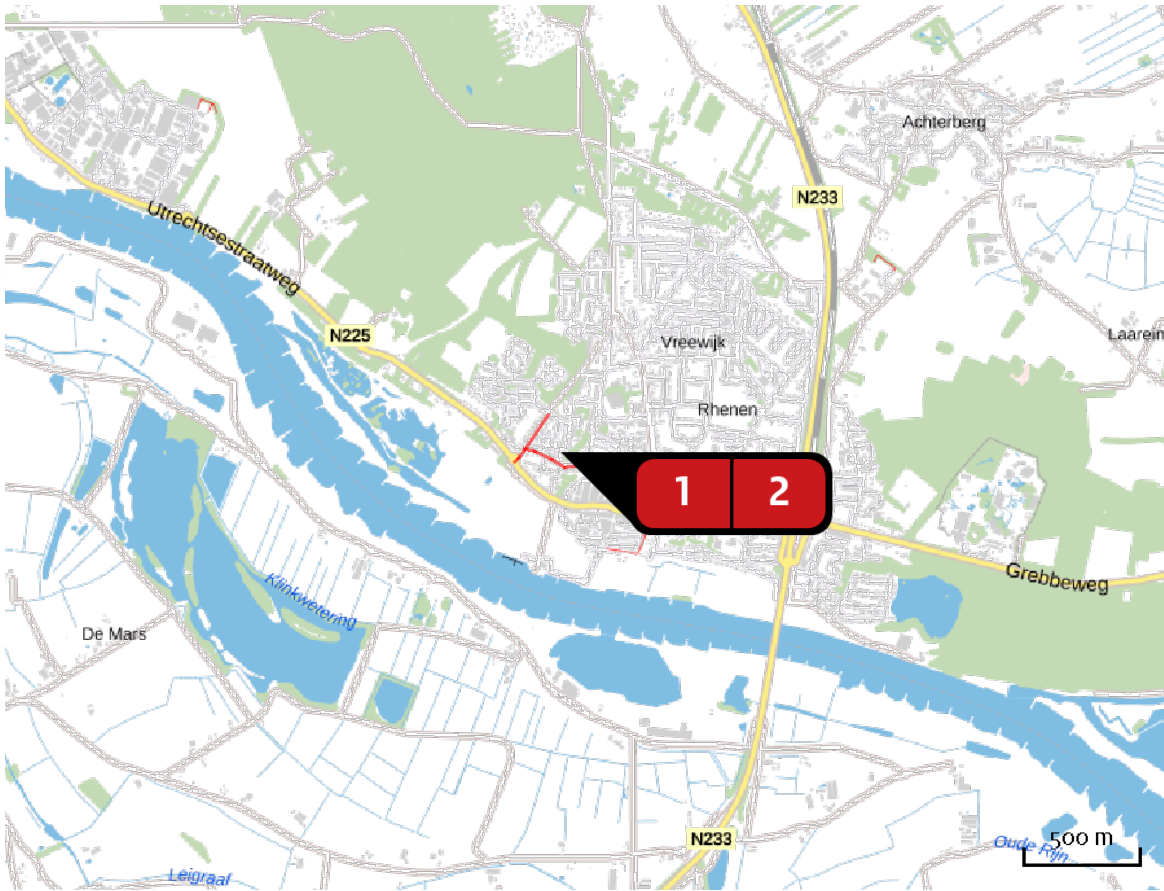 Achterberg
N233
Utrechtsestraatweg
N225
Vreewijk
Laarein
Rhenen
1 2
Grebbeweg
Klinkwetering
De Mars
N233
500 m
Oude Rijn
Leigraaf